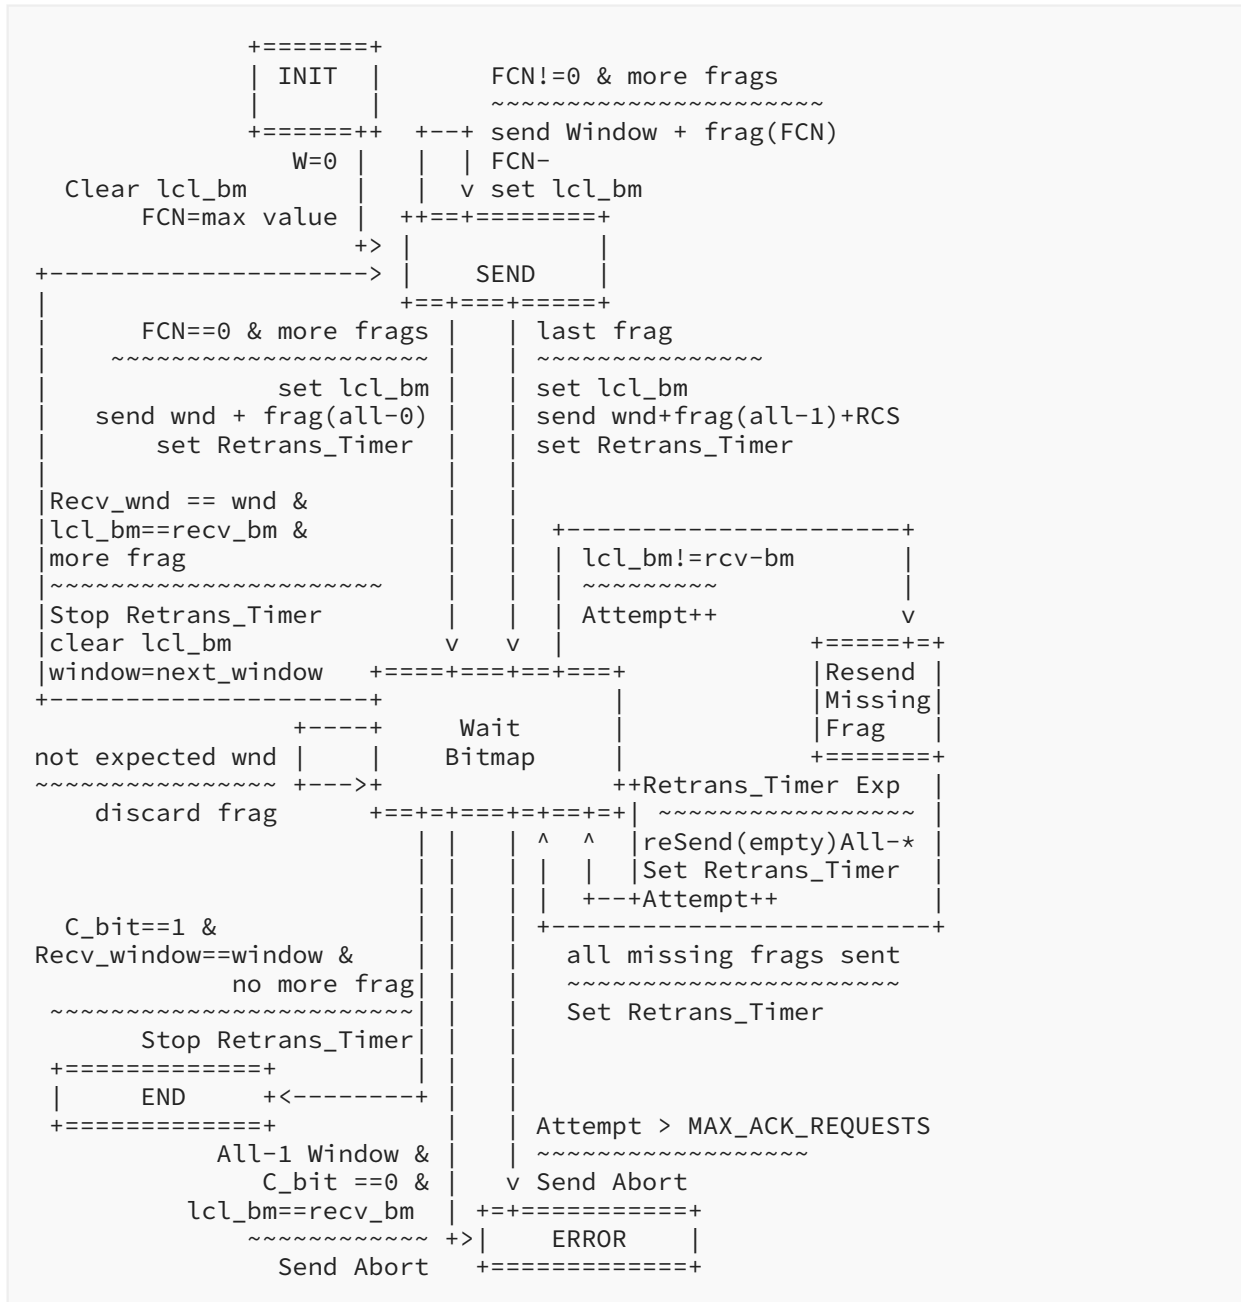 +=======+
             | INIT  |       FCN!=0 & more frags
             |       |       ~~~~~~~~~~~~~~~~~~~~~~
             +======++  +--+ send Window + frag(FCN)
                W=0 |   |  | FCN-
  Clear lcl_bm       |   |  v set lcl_bm
       FCN=max value |  ++==+========+
                     +> |            |
+---------------------> |    SEND    |
|                       +==+===+=====+
|      FCN==0 & more frags |   | last frag
|    ~~~~~~~~~~~~~~~~~~~~~ |   | ~~~~~~~~~~~~~~~
|               set lcl_bm |   | set lcl_bm
|   send wnd + frag(all-0) |   | send wnd+frag(all-1)+RCS
|       set Retrans_Timer  |   | set Retrans_Timer
|                          |   |
|Recv_wnd == wnd &         |   |
|lcl_bm==recv_bm &         |   |  +----------------------+
|more frag                 |   |  | lcl_bm!=rcv-bm       |
|~~~~~~~~~~~~~~~~~~~~~~    |   |  | ~~~~~~~~~            |
|Stop Retrans_Timer        |   |  | Attempt++            v
|clear lcl_bm              v   v  |                +=====+=+
|window=next_window   +====+===+==+===+            |Resend |
+---------------------+               |            |Missing|
                 +----+     Wait      |            |Frag   |
not expected wnd |    |    Bitmap     |            +=======+
~~~~~~~~~~~~~~~~ +--->+               ++Retrans_Timer Exp  |
    discard frag      +==+=+===+=+==+=+| ~~~~~~~~~~~~~~~~~ |
                         | |   | ^  ^  |reSend(empty)All-* |
                         | |   | |  |  |Set Retrans_Timer  |
                         | |   | |  +--+Attempt++          |
  C_bit==1 &             | |   | +-------------------------+
Recv_window==window &    | |   |   all missing frags sent
             no more frag| |   |   ~~~~~~~~~~~~~~~~~~~~~~
 ~~~~~~~~~~~~~~~~~~~~~~~~| |   |   Set Retrans_Timer
       Stop Retrans_Timer| |   |
 +=============+         | |   |
 |     END     +<--------+ |   |
 +=============+           |   | Attempt > MAX_ACK_REQUESTS
            All-1 Window & |   | ~~~~~~~~~~~~~~~~~~
               C_bit ==0 & |   v Send Abort
          lcl_bm==recv_bm  | +=+===========+
              ~~~~~~~~~~~~ +>|    ERROR    |
                Send Abort   +=============+